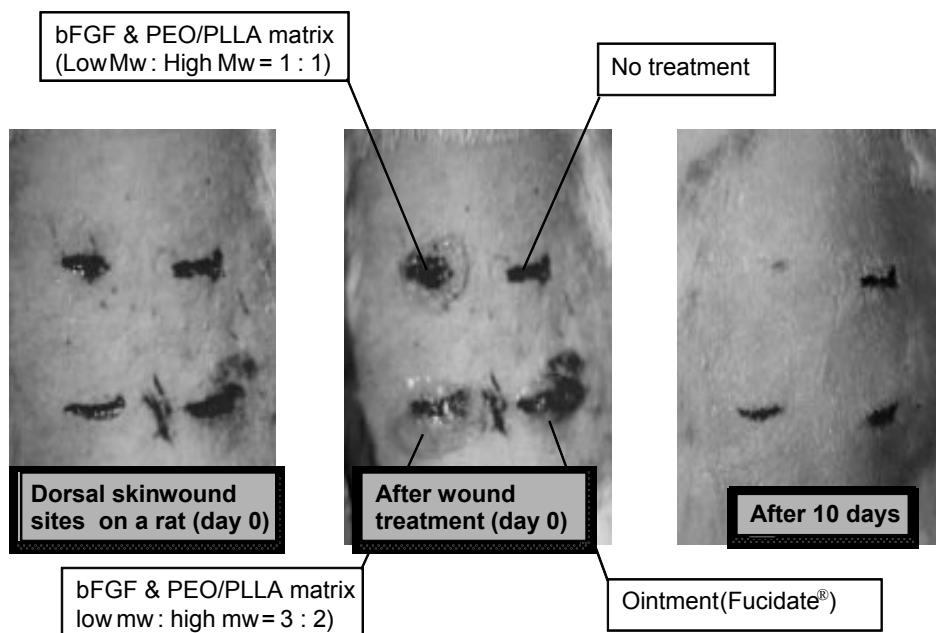 bFGF & PEO/PLLA matrix
(Low Mw : High Mw = 1 : 1)
No treatment
Dorsal skinwound
sites on a rat (day 0)
After wound
treatment (day 0)
After 10 days
bFGF & PEO/PLLA matrix
low mw : high mw = 3 : 2)
Ointment(Fucidate®)